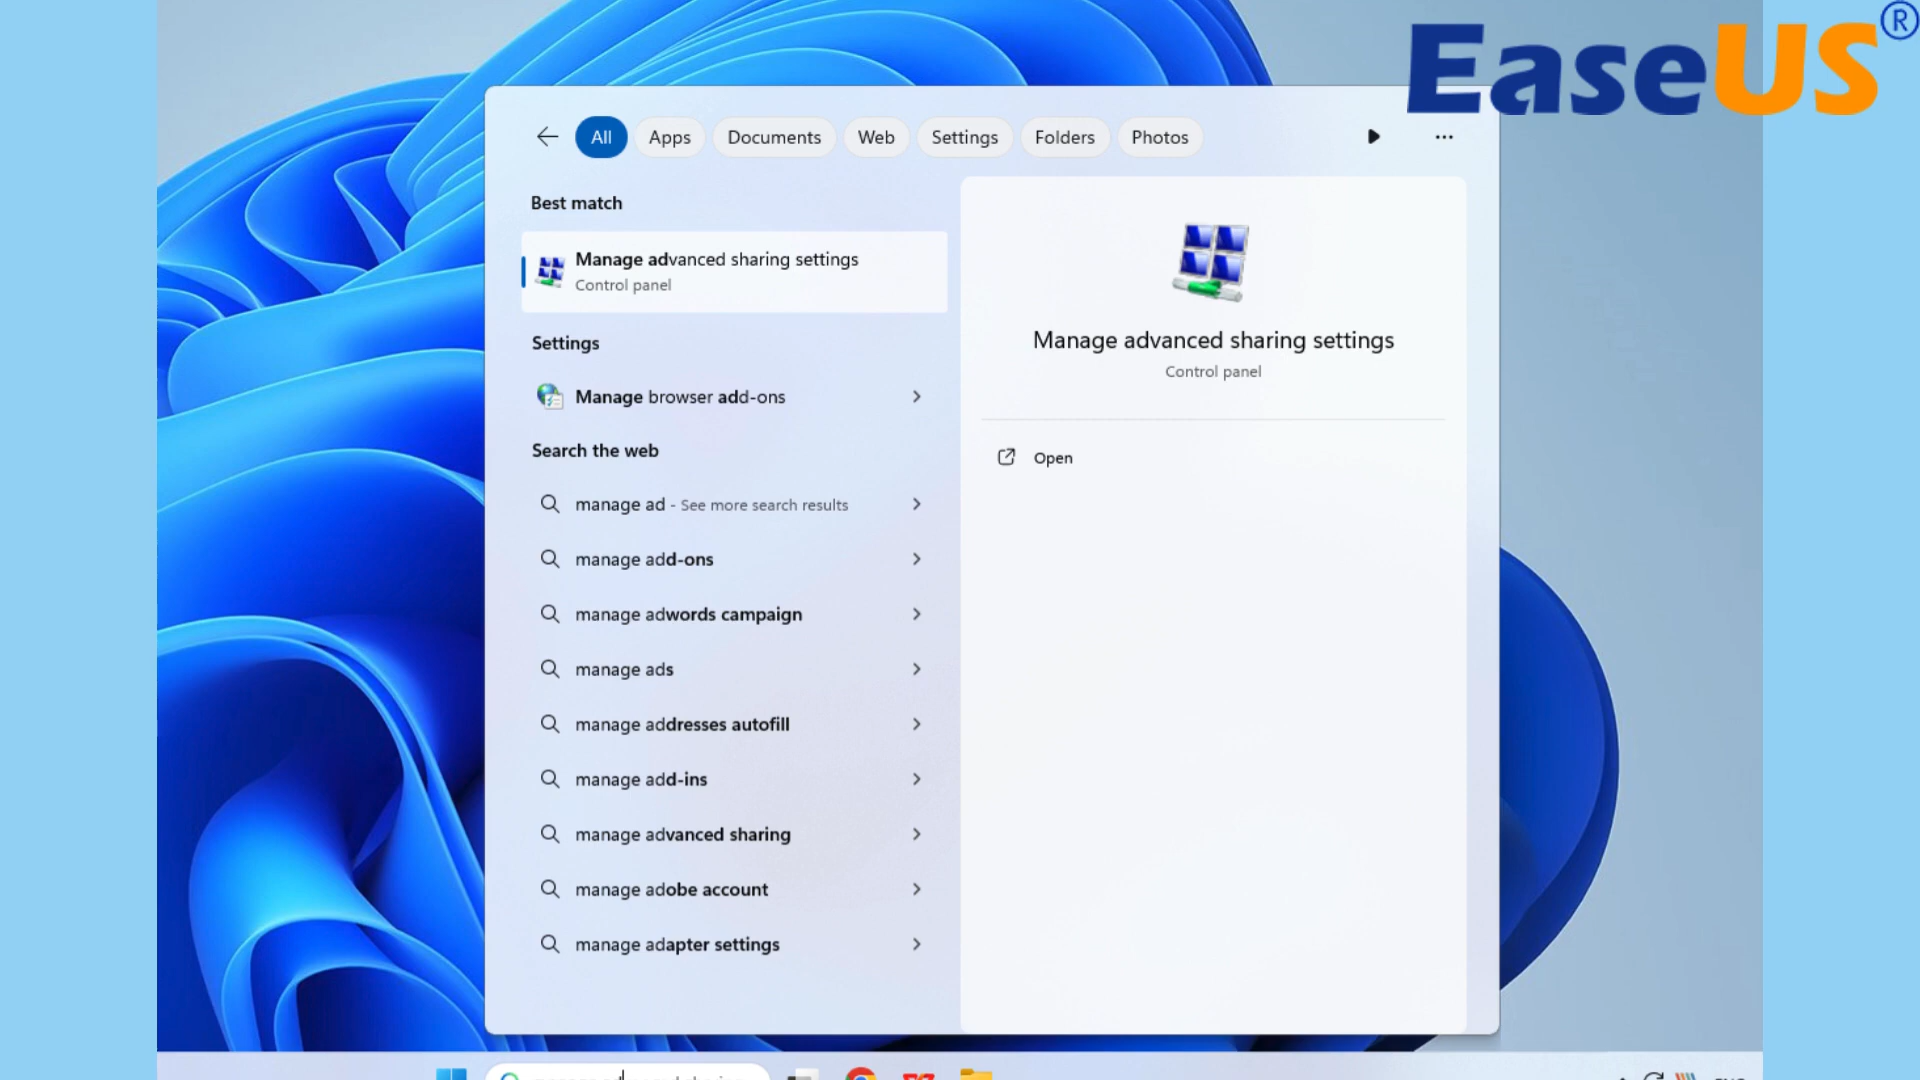 EaseUS®
All Apps Documents Web Settings Folders Photos
Best match
Manage advanced sharing settings
Control panel
Settings
Manage browser add-ons
Search the web
manage ad - See more search results
manage add-ons
manage adwords campaign
manage ads
manage addresses autofill
manage add-ins
manage advanced sharing
manage adobe account
manage adapter settings
Manage advanced sharing settings
Control panel
Open